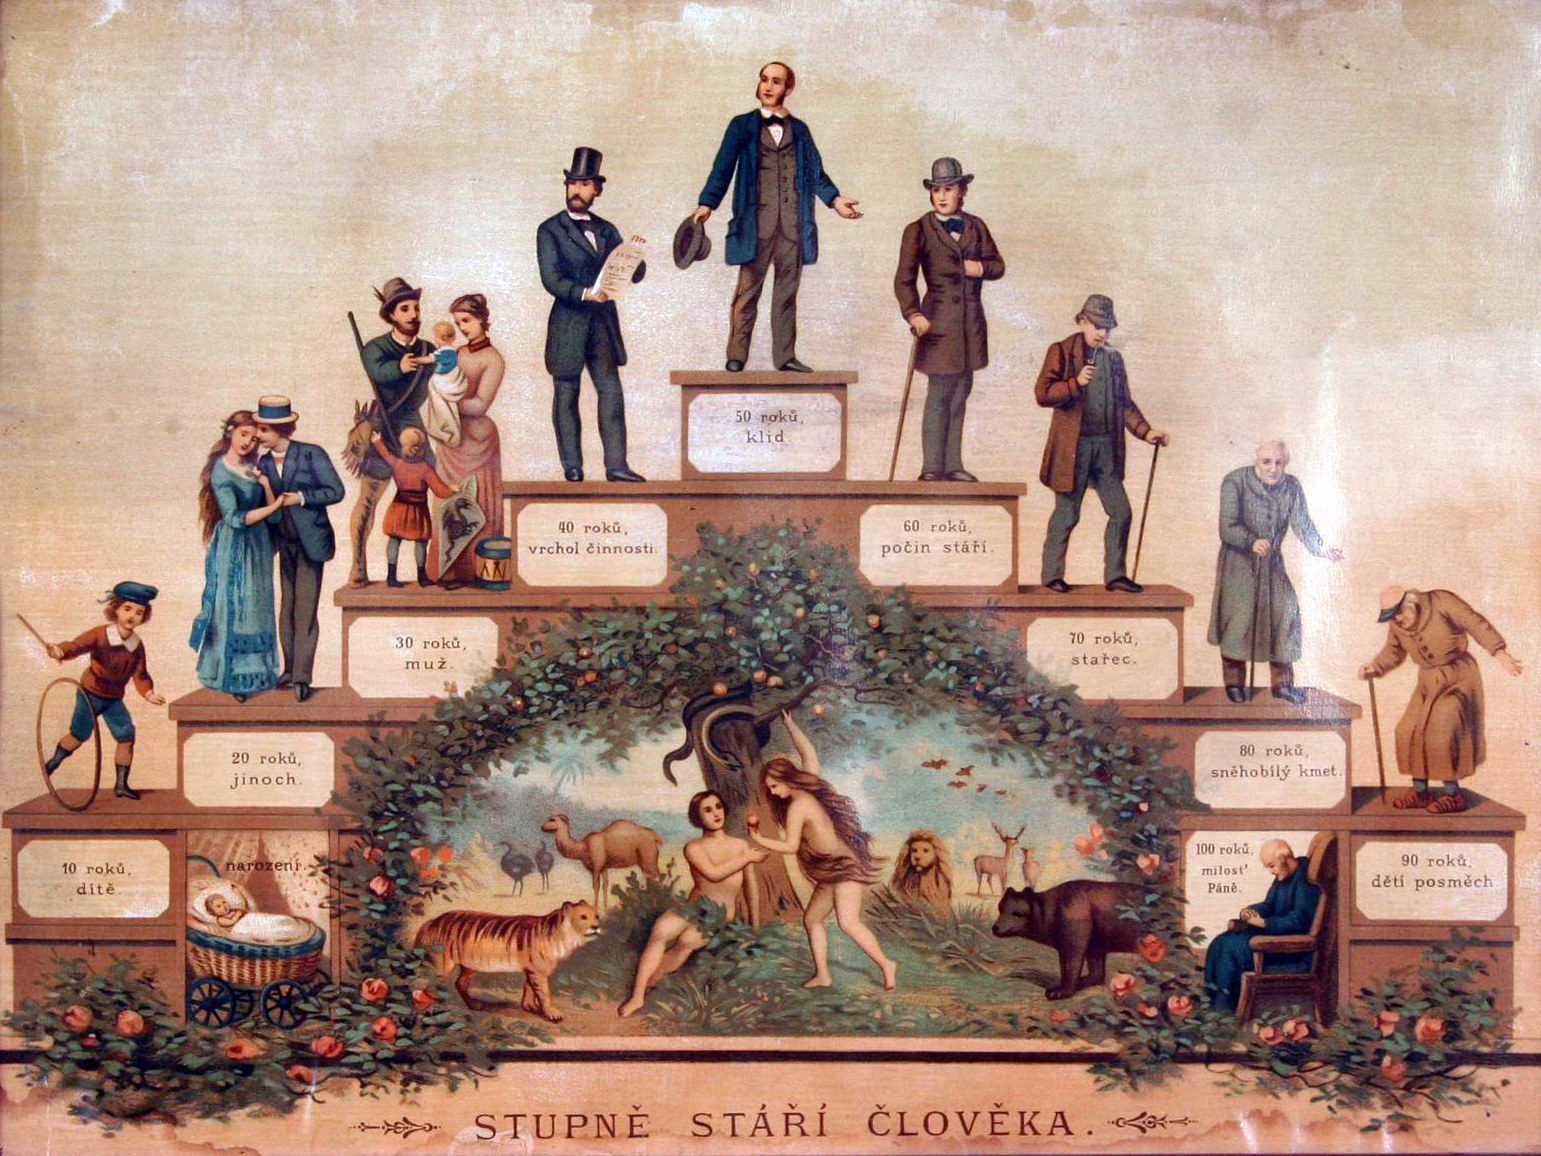 50 roků,
klid.
40 roků,
vrchol činnosti.
60 roků,
počin stáří.
30 roků,
muž.
70 roků,
stařec.
20 roků,
jinoch.
80 roků,
sněhobílý kmet.
10 roků,
dítě.
narození.
100 roků.
milosť
Páně.
90 roků,
dětí posměch
STUPNĚ STÁŘÍ ČLOVĚKA.